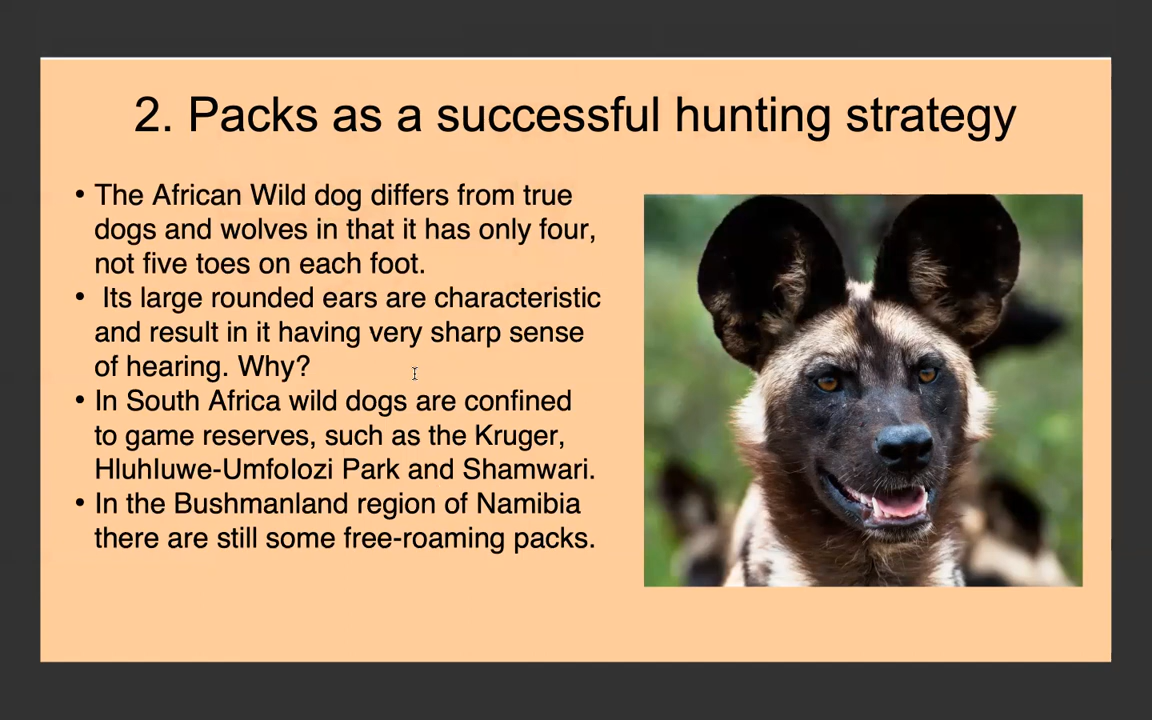 2. Packs as a successful hunting strategy
• The African Wild dog differs from true
dogs and wolves in that it has only four,
not five toes on each foot.
• Its large rounded ears are characteristic
and result in it having very sharp sense
of hearing. Why?
• In South Africa wild dogs are confined
to game reserves, such as the Kruger,
Hluhluwe-Umfolozi Park and Shamwari.
• In the Bushmanland region of Namibia
there are still some free-roaming packs.